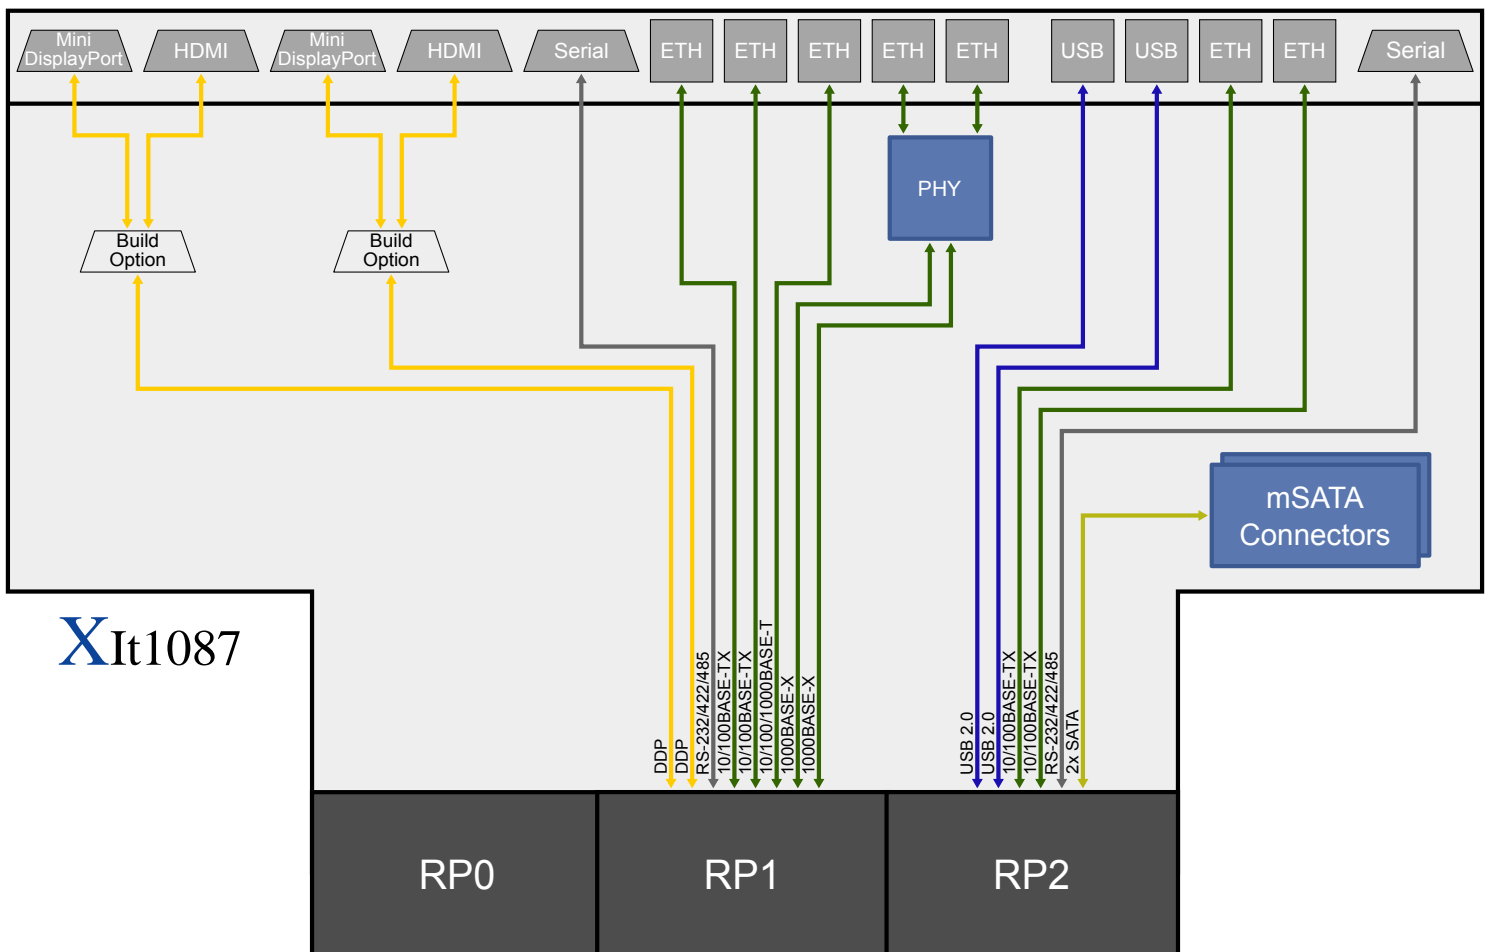 Mini
DisplayPort
HDMI
Mini
DisplayPort
HDMI
Serial
ETH
ETH
ETH
ETH
ETH
USB
USB
ETH
ETH
Serial
PHY
Build
Option
Build
Option
mSATA
Connectors
XIt1087
DDP
DDP
RS-232/422/485
10/100BASE-TX
10/100BASE-TX
10/100/1000BASE-T
1000BASE-X
1000BASE-X
USB 2.0
USB 2.0
10/100BASE-TX
10/100BASE-TX
RS-232/422/485
2x SATA
RP0
RP1
RP2